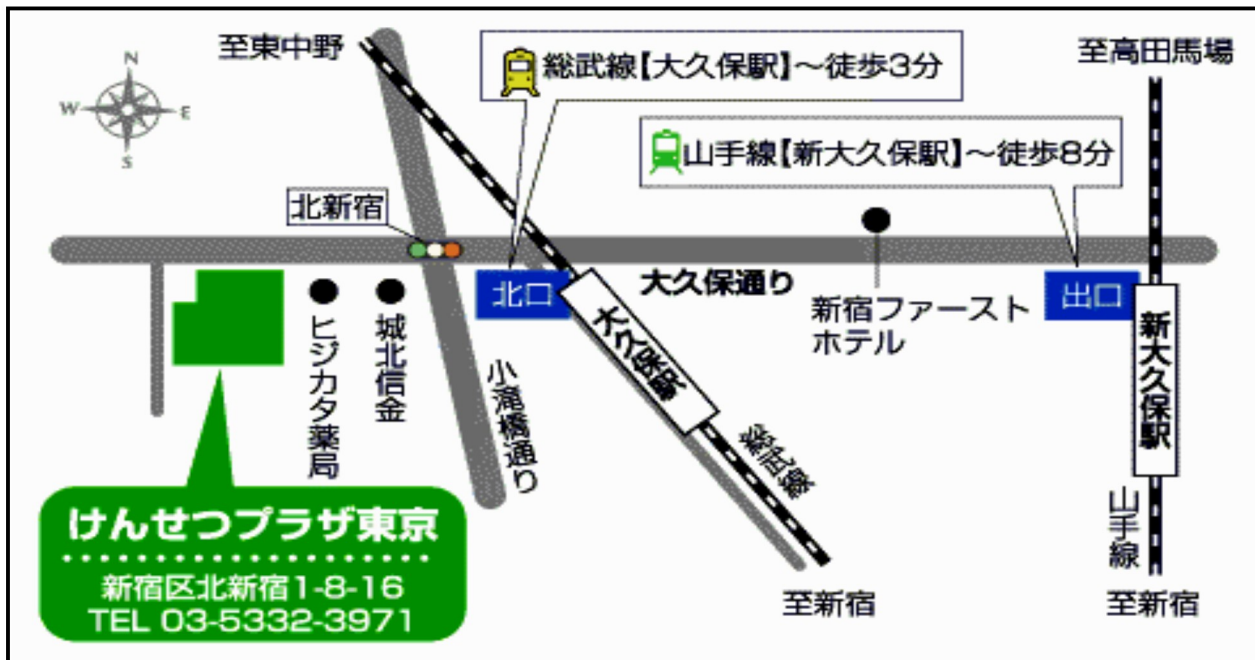 至東中野
総武線【大久保駅】～徒歩3分
至高田馬場
N
W
E
S
山手線【新大久保駅】～徒歩8分
北新宿
北口
大久保通り
出口
新宿ファースト
ホテル
大久保駅
新大久保駅
ヒジカタ薬局
城北信金
小滝橋通り
総武線
山手線
けんせつプラザ東京
新宿区北新宿1-8-16
TEL 03-5332-3971
至新宿
至新宿